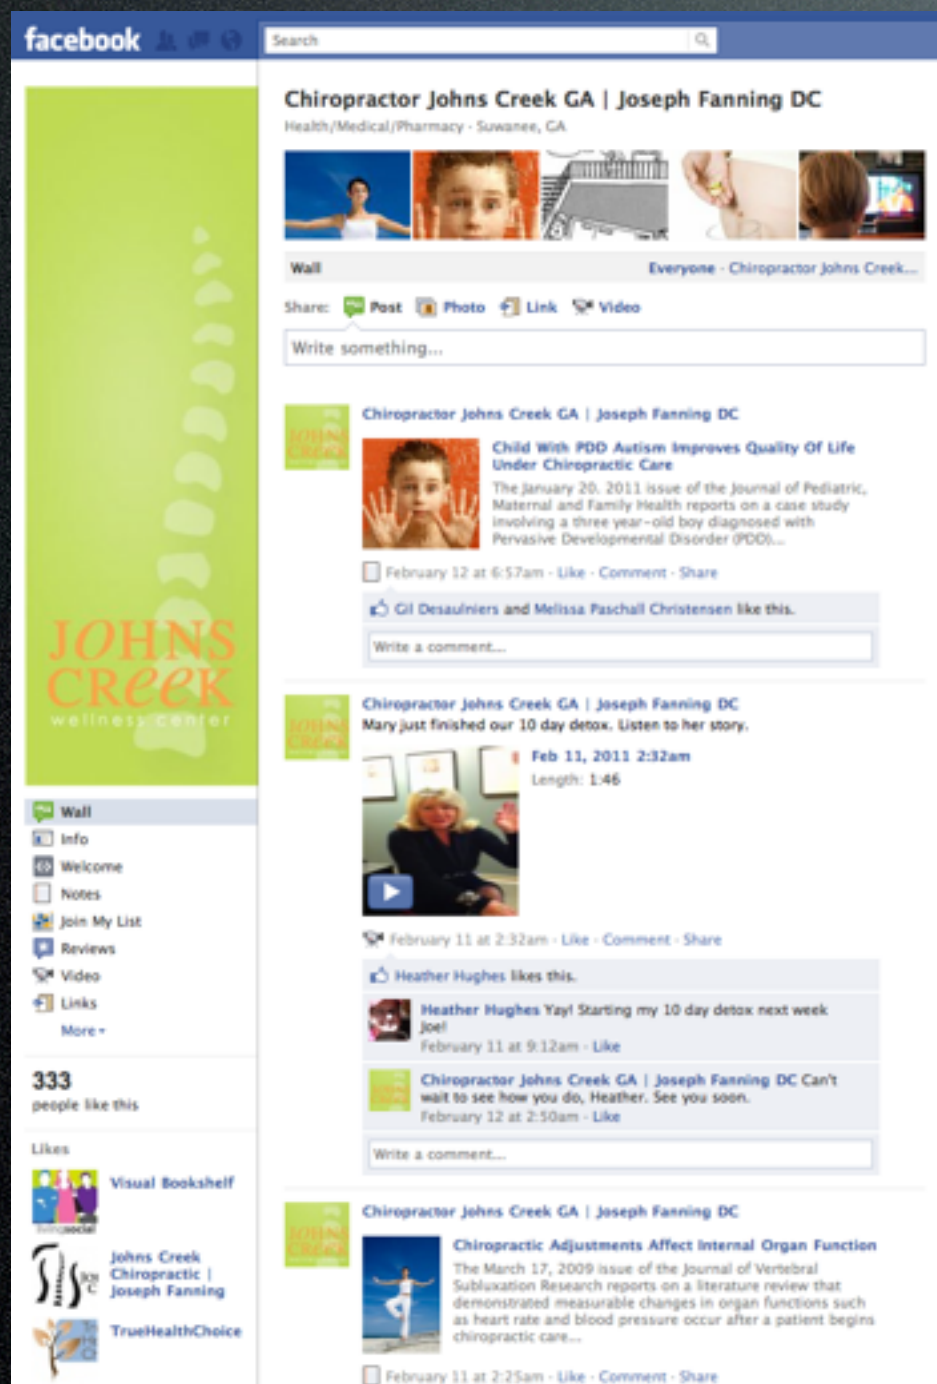 facebook
Search
Chiropractor Johns Creek GA | Joseph Fanning DC
Health/Medical/Pharmacy · Suwanee, GA
Wall
Everyone · Chiropractor Johns Creek...
Share: Post Photo Link Video
Write something...
JOHNS
CREEK
wellness center
Chiropractor Johns Creek GA | Joseph Fanning DC
Child With PDD Autism Improves Quality Of Life
Under Chiropractic Care
The January 20. 2011 issue of the Journal of Pediatric,
Maternal and Family Health reports on a case study
involving a three year-old boy diagnosed with
Pervasive Developmental Disorder (PDD)...
February 12 at 6:57am · Like · Comment · Share
Gil Desaulniers and Melissa Paschall Christensen like this.
Write a comment...
Chiropractor Johns Creek GA | Joseph Fanning DC
Mary just finished our 10 day detox. Listen to her story.
Feb 11, 2011 2:32am
Length: 1:46
February 11 at 2:32am · Like · Comment · Share
Heather Hughes likes this.
Heather Hughes Yay! Starting my 10 day detox next week
Joe!
February 11 at 9:12am · Like
Chiropractor Johns Creek GA | Joseph Fanning DC Can't
wait to see how you do, Heather. See you soon.
February 12 at 2:50am · Like
Write a comment...
Chiropractor Johns Creek GA | Joseph Fanning DC
Chiropractic Adjustments Affect Internal Organ Function
The March 17, 2009 issue of the Journal of Vertebral
Subluxation Research reports on a literature review that
demonstrated measurable changes in organ functions such
as heart rate and blood pressure occur after a patient begins
chiropractic care...
February 11 at 2:25am · Like · Comment · Share
Wall
Info
Welcome
Notes
Join My List
Reviews
Video
Links
More
333
people like this
Likes
Visual Bookshelf
livingsocial
Johns Creek
Chiropractic |
Joseph Fanning
TrueHealthChoice